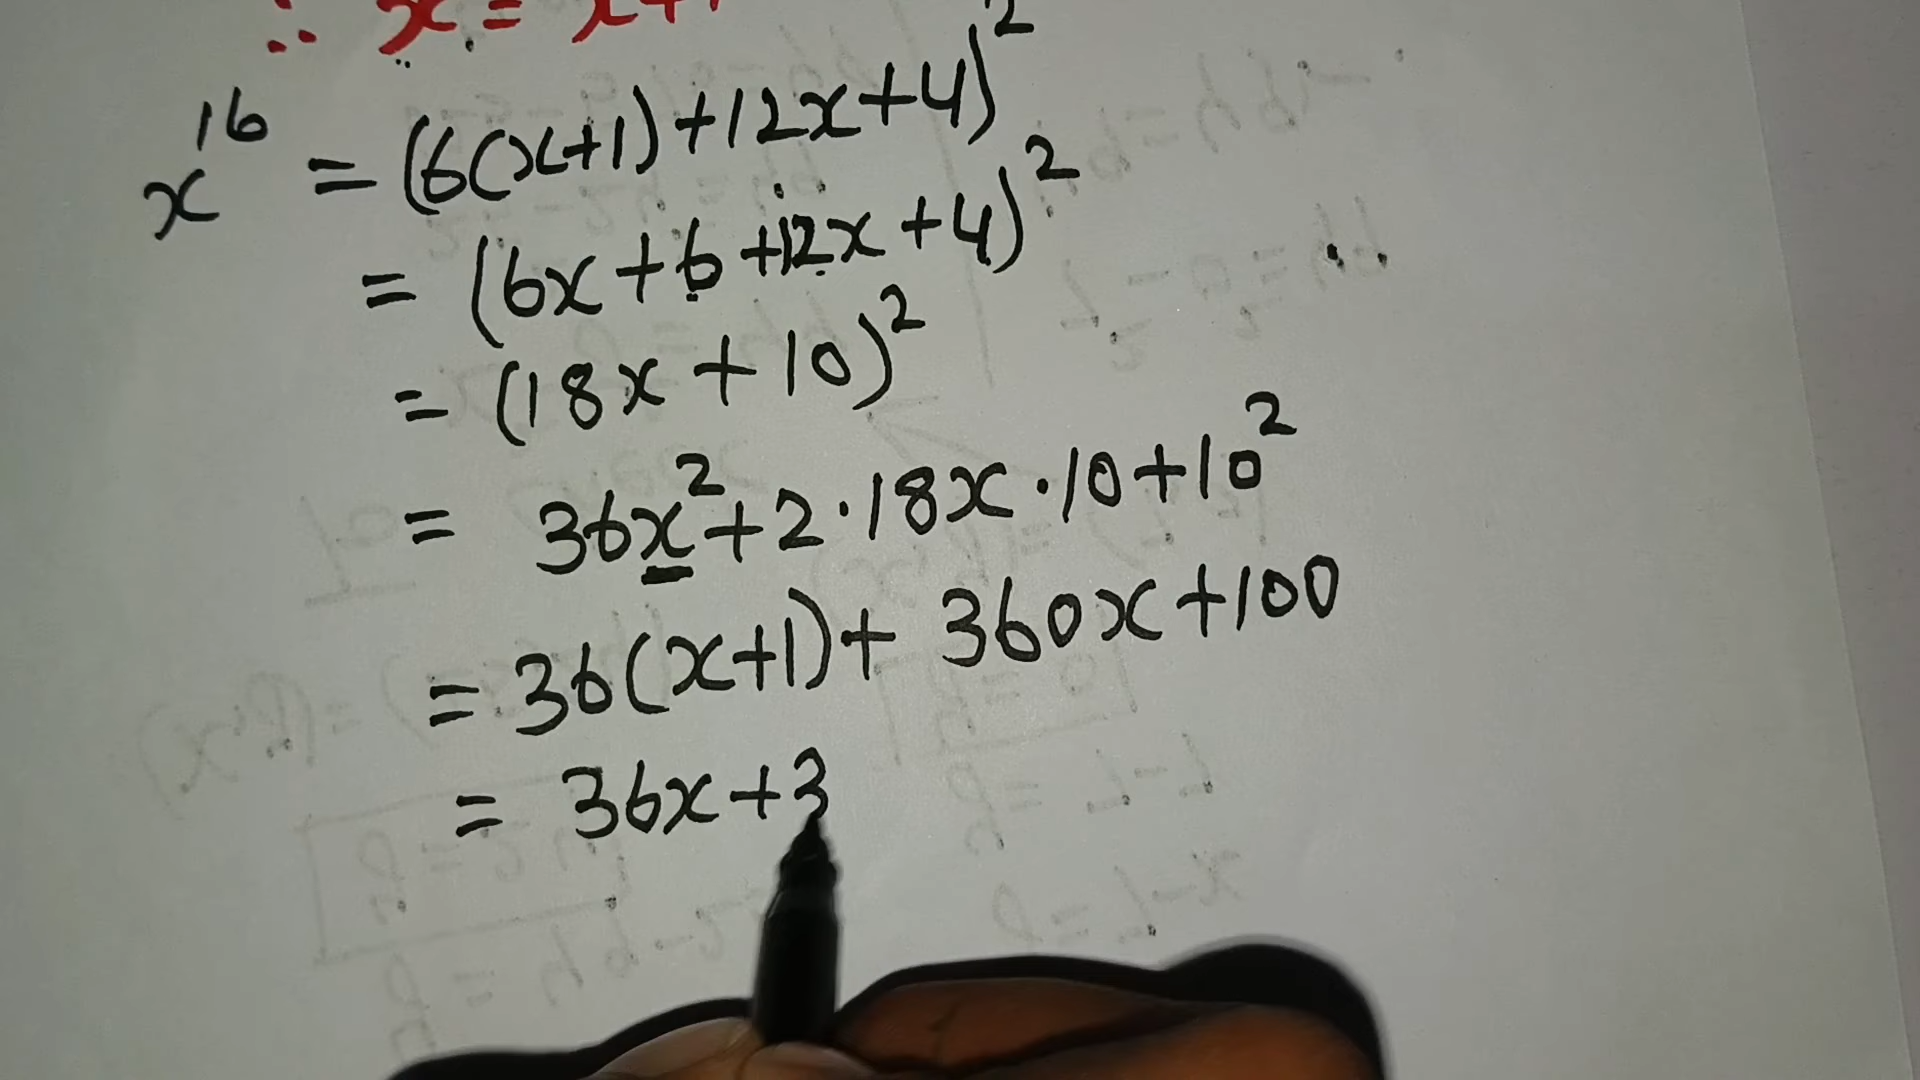 ∴ x = x+1
x^16 = (6(x+1)+12x+4)^2
= (6x+6+12x+4)^2
= (18x+10)^2
= 36x^2+2·18x·10+10^2
= 36(x+1)+360x+100
= 36x+3